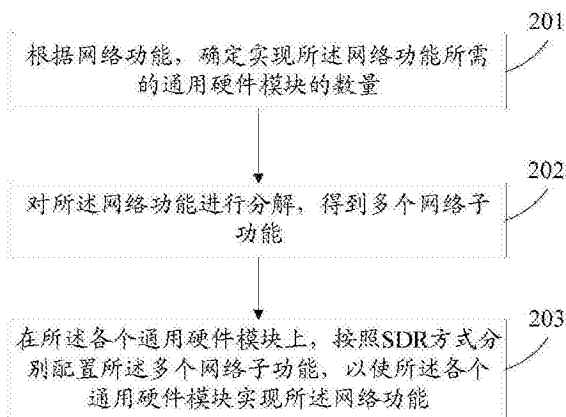 201
根据网络功能，确定实现所述网络功能所需
的通用硬件模块的数量
202
对所述网络功能进行分解，得到多个网络子
功能
203
在所述各个通用硬件模块上，按照SDR方式分
别配置所述多个网络子功能，以使所述各个
通用硬件模块实现所述网络功能